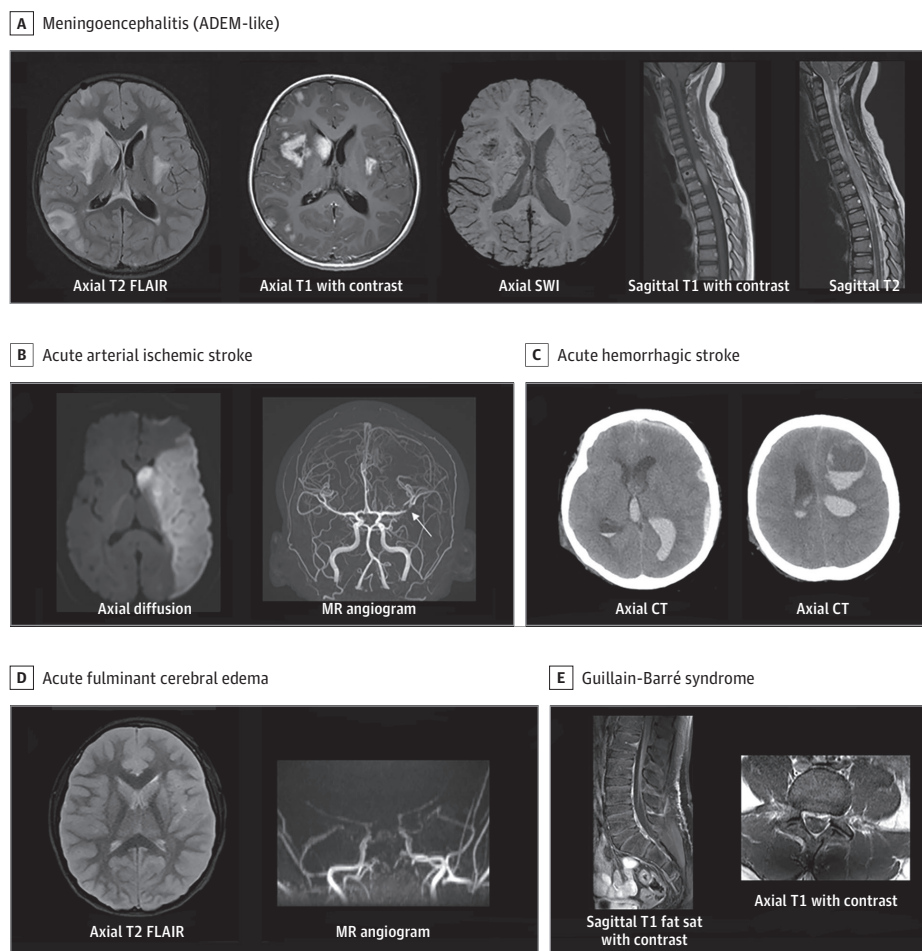 A Meningoencephalitis (ADEM-like)
Axial T2 FLAIR
Axial T1 with contrast
Axial SWI
Sagittal T1 with contrast
Sagittal T2
B Acute arterial ischemic stroke
Axial diffusion
MR angiogram
C Acute hemorrhagic stroke
Axial CT
Axial CT
D Acute fulminant cerebral edema
Axial T2 FLAIR
MR angiogram
E Guillain-Barré syndrome
Sagittal T1 fat sat
with contrast
Axial T1 with contrast